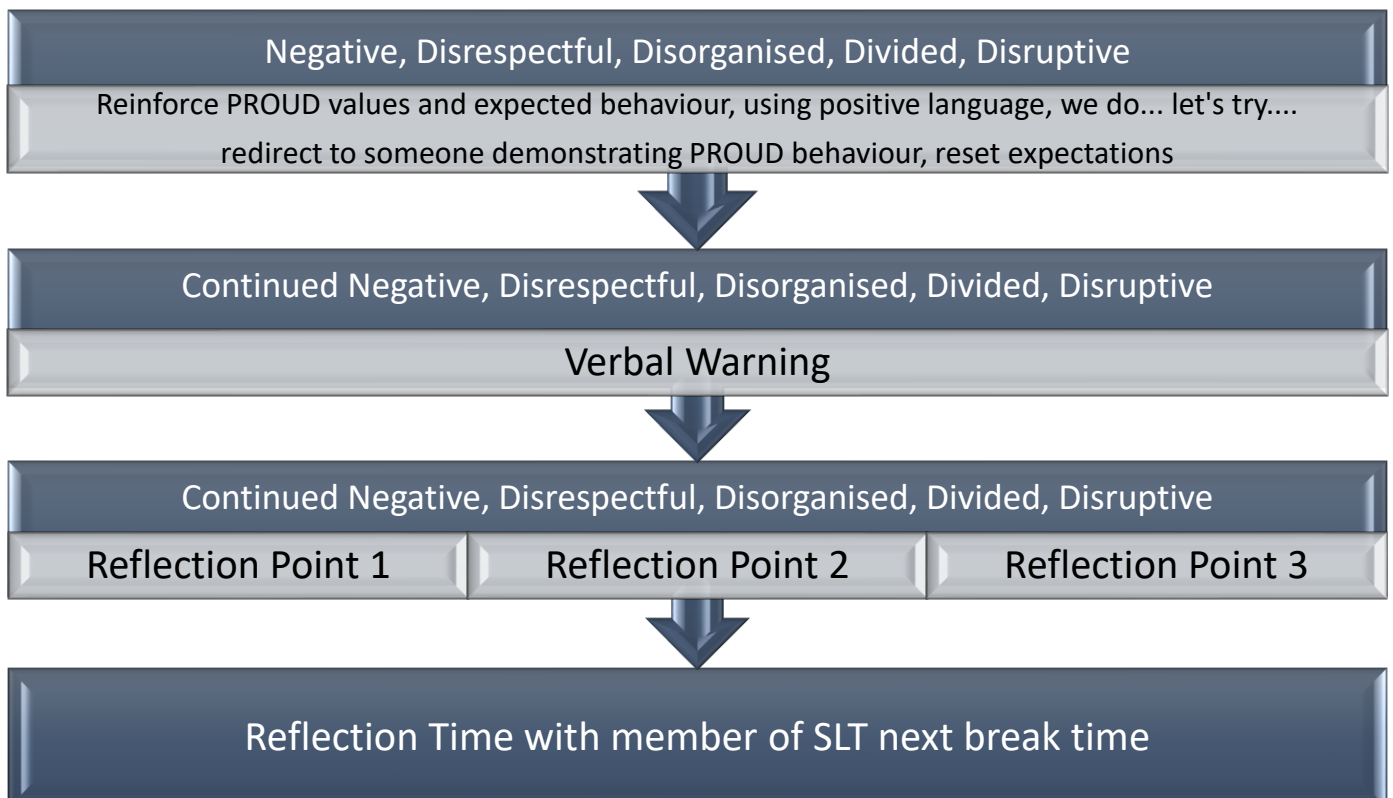 Negative, Disrespectful, Disorganised, Divided, Disruptive
Reinforce PROUD values and expected behaviour, using positive language, we do... let's try....
redirect to someone demonstrating PROUD behaviour, reset expectations
Continued Negative, Disrespectful, Disorganised, Divided, Disruptive
Verbal Warning
Continued Negative, Disrespectful, Disorganised, Divided, Disruptive
Reflection Point 1
Reflection Point 2
Reflection Point 3
Reflection Time with member of SLT next break time